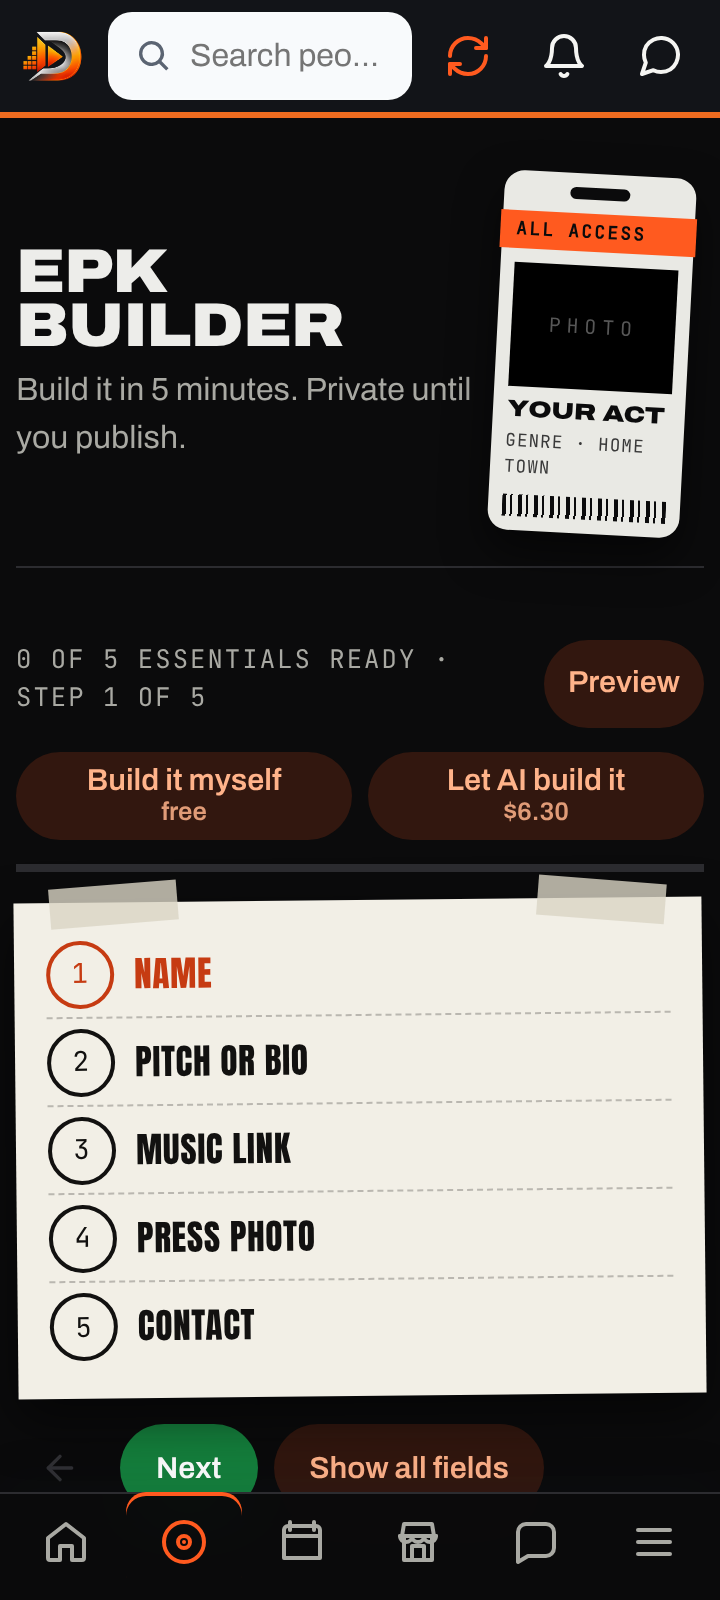 Search peo...
ALL ACCESS
PHOTO
YOUR ACT
GENRE · HOME
TOWN
EPK
BUILDER
Build it in 5 minutes. Private until
you publish.
0 OF 5 ESSENTIALS READY ·
STEP 1 OF 5
Preview
Build it myself
free
Let AI build it
$6.30
1 NAME
2 PITCH OR BIO
3 MUSIC LINK
4 PRESS PHOTO
5 CONTACT
Next
Show all fields